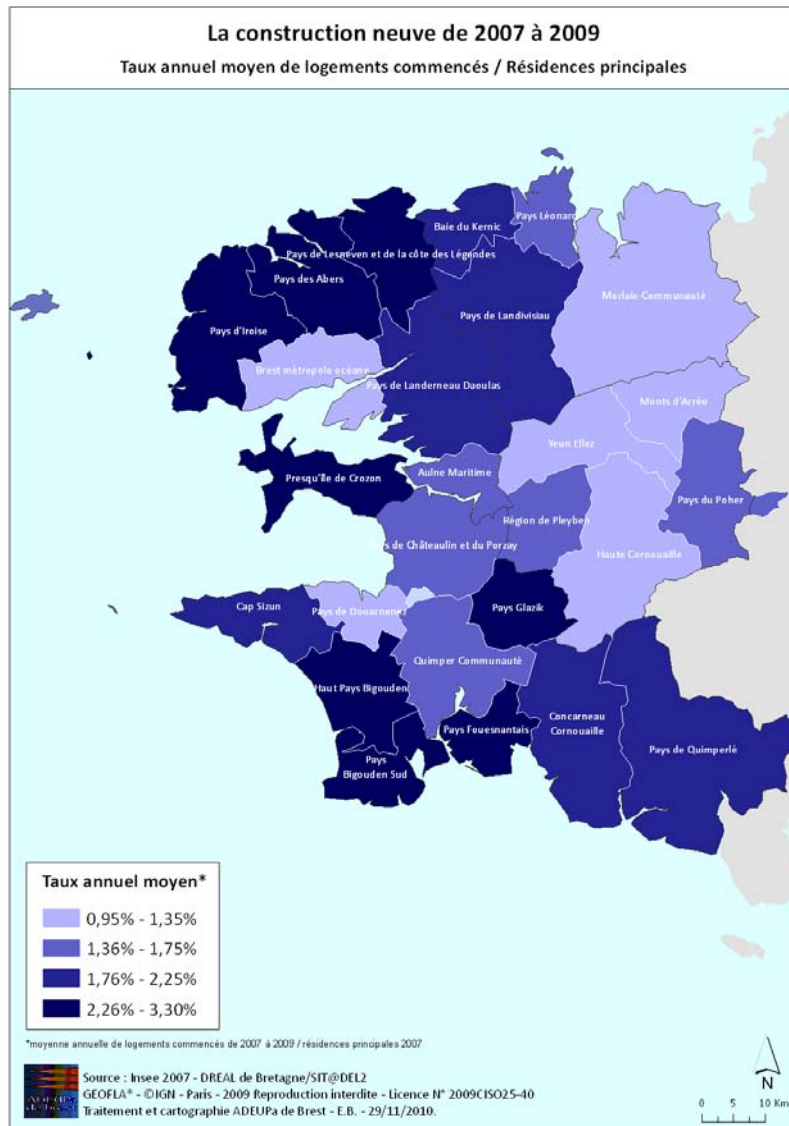 La construction neuve de 2007 à 2009
Taux annuel moyen de logements commencés / Résidences principales
Baie du Kernic
Pays Léonard
Pays de Lesneven et de la côte des Légendes
Pays des Abers
Morlaix-Communauté
Pays de Landivisiau
Pays d'Iroise
Brest métropole océane
Pays de Landerneau Daoulas
Monts d'Arrée
Yeun Ellez
Aulne Maritime
Presqu'île de Crozon
Pays du Poher
Région de Pleyben
Pays de Châteaulin et du Porzay
Haute Cornouaille
Cap Sizun
Pays de Douarnenez
Pays Glazik
Quimper Communauté
Haut Pays Bigouden
Concarneau
Cornouaille
Pays Fouesnantais
Pays de Quimperlé
Pays
Bigouden Sud
Taux annuel moyen*
0,95% - 1,35%
1,36% - 1,75%
1,76% - 2,25%
2,26% - 3,30%
*moyenne annuelle de logements commencés de 2007 à 2009 / résidences principales 2007
ADEUPa
de brest
Source : Insee 2007 - DREAL de Bretagne/SIT@DEL2
GEOFLA® - ©IGN - Paris - 2009 Reproduction interdite - Licence N° 2009CISO25-40
Traitement et cartographie ADEUPa de Brest - E.B. - 29/11/2010.
N
0 5 10 Km